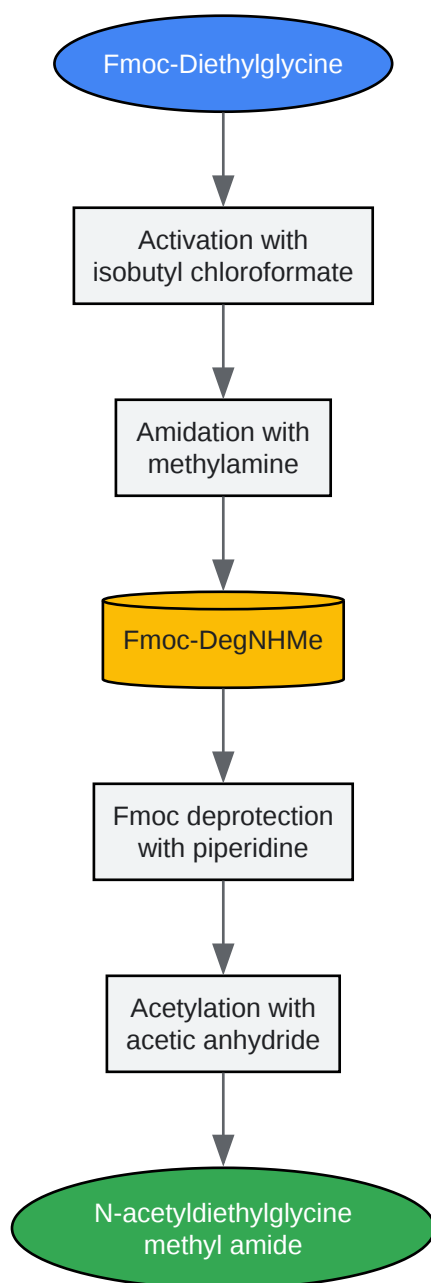 Fmoc-Diethylglycine
Activation with
isobutyl chloroformate
Amidation with
methylamine
Fmoc-DegNHMe
Fmoc deprotection
with piperidine
Acetylation with
acetic anhydride
N-acetyldiethylglycine
methyl amide